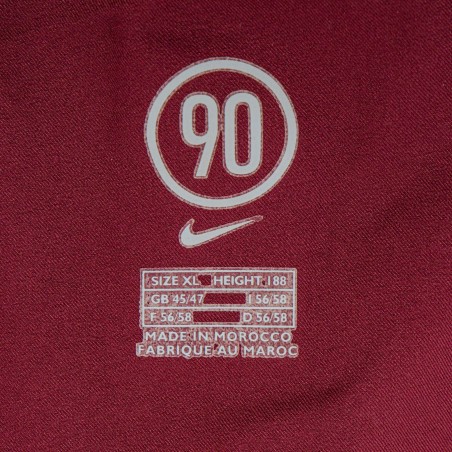 90
SIZE XL HEIGHT 188
GB 45/47 I 56/58
F 56/58 D 56/58
MADE IN MOROCCO
FABRIQUE AU MAROC